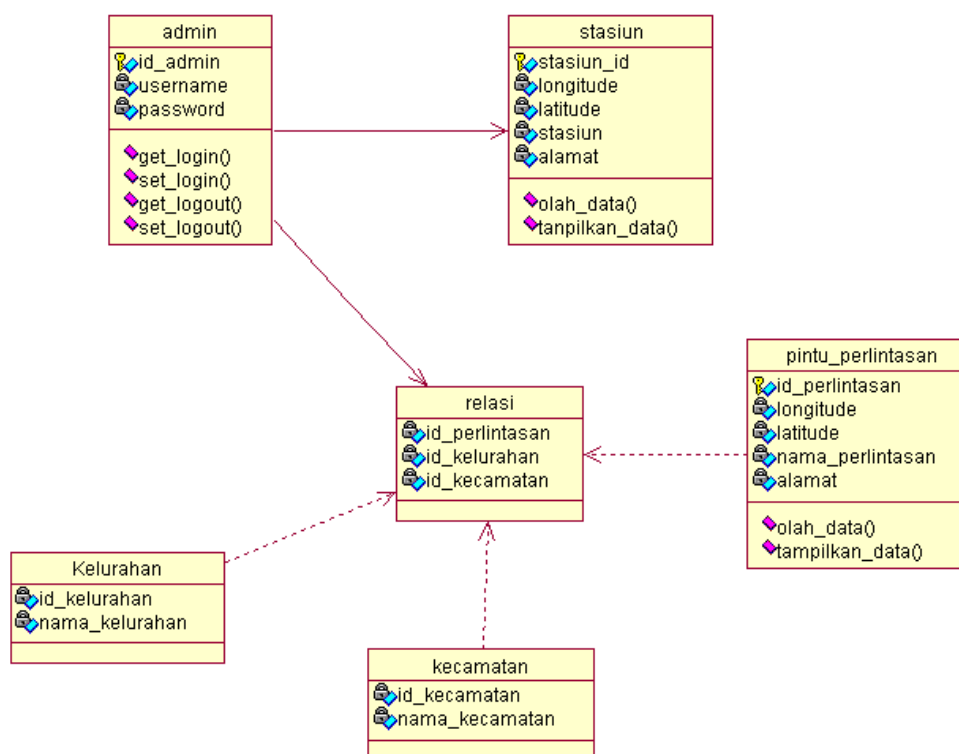 admin
id_admin
username
password
get_login()
set_login()
get_logout()
set_logout()
stasiun
stasiun_id
longitude
latitude
stasiun
alamat
olah_data()
tanpilkan_data()
relasi
id_perlintasan
id_kelurahan
id_kecamatan
pintu_perlintasan
id_perlintasan
longitude
latitude
nama_perlintasan
alamat
olah_data()
tampilkan_data()
Kelurahan
id_kelurahan
nama_kelurahan
kecamatan
id_kecamatan
nama_kecamatan